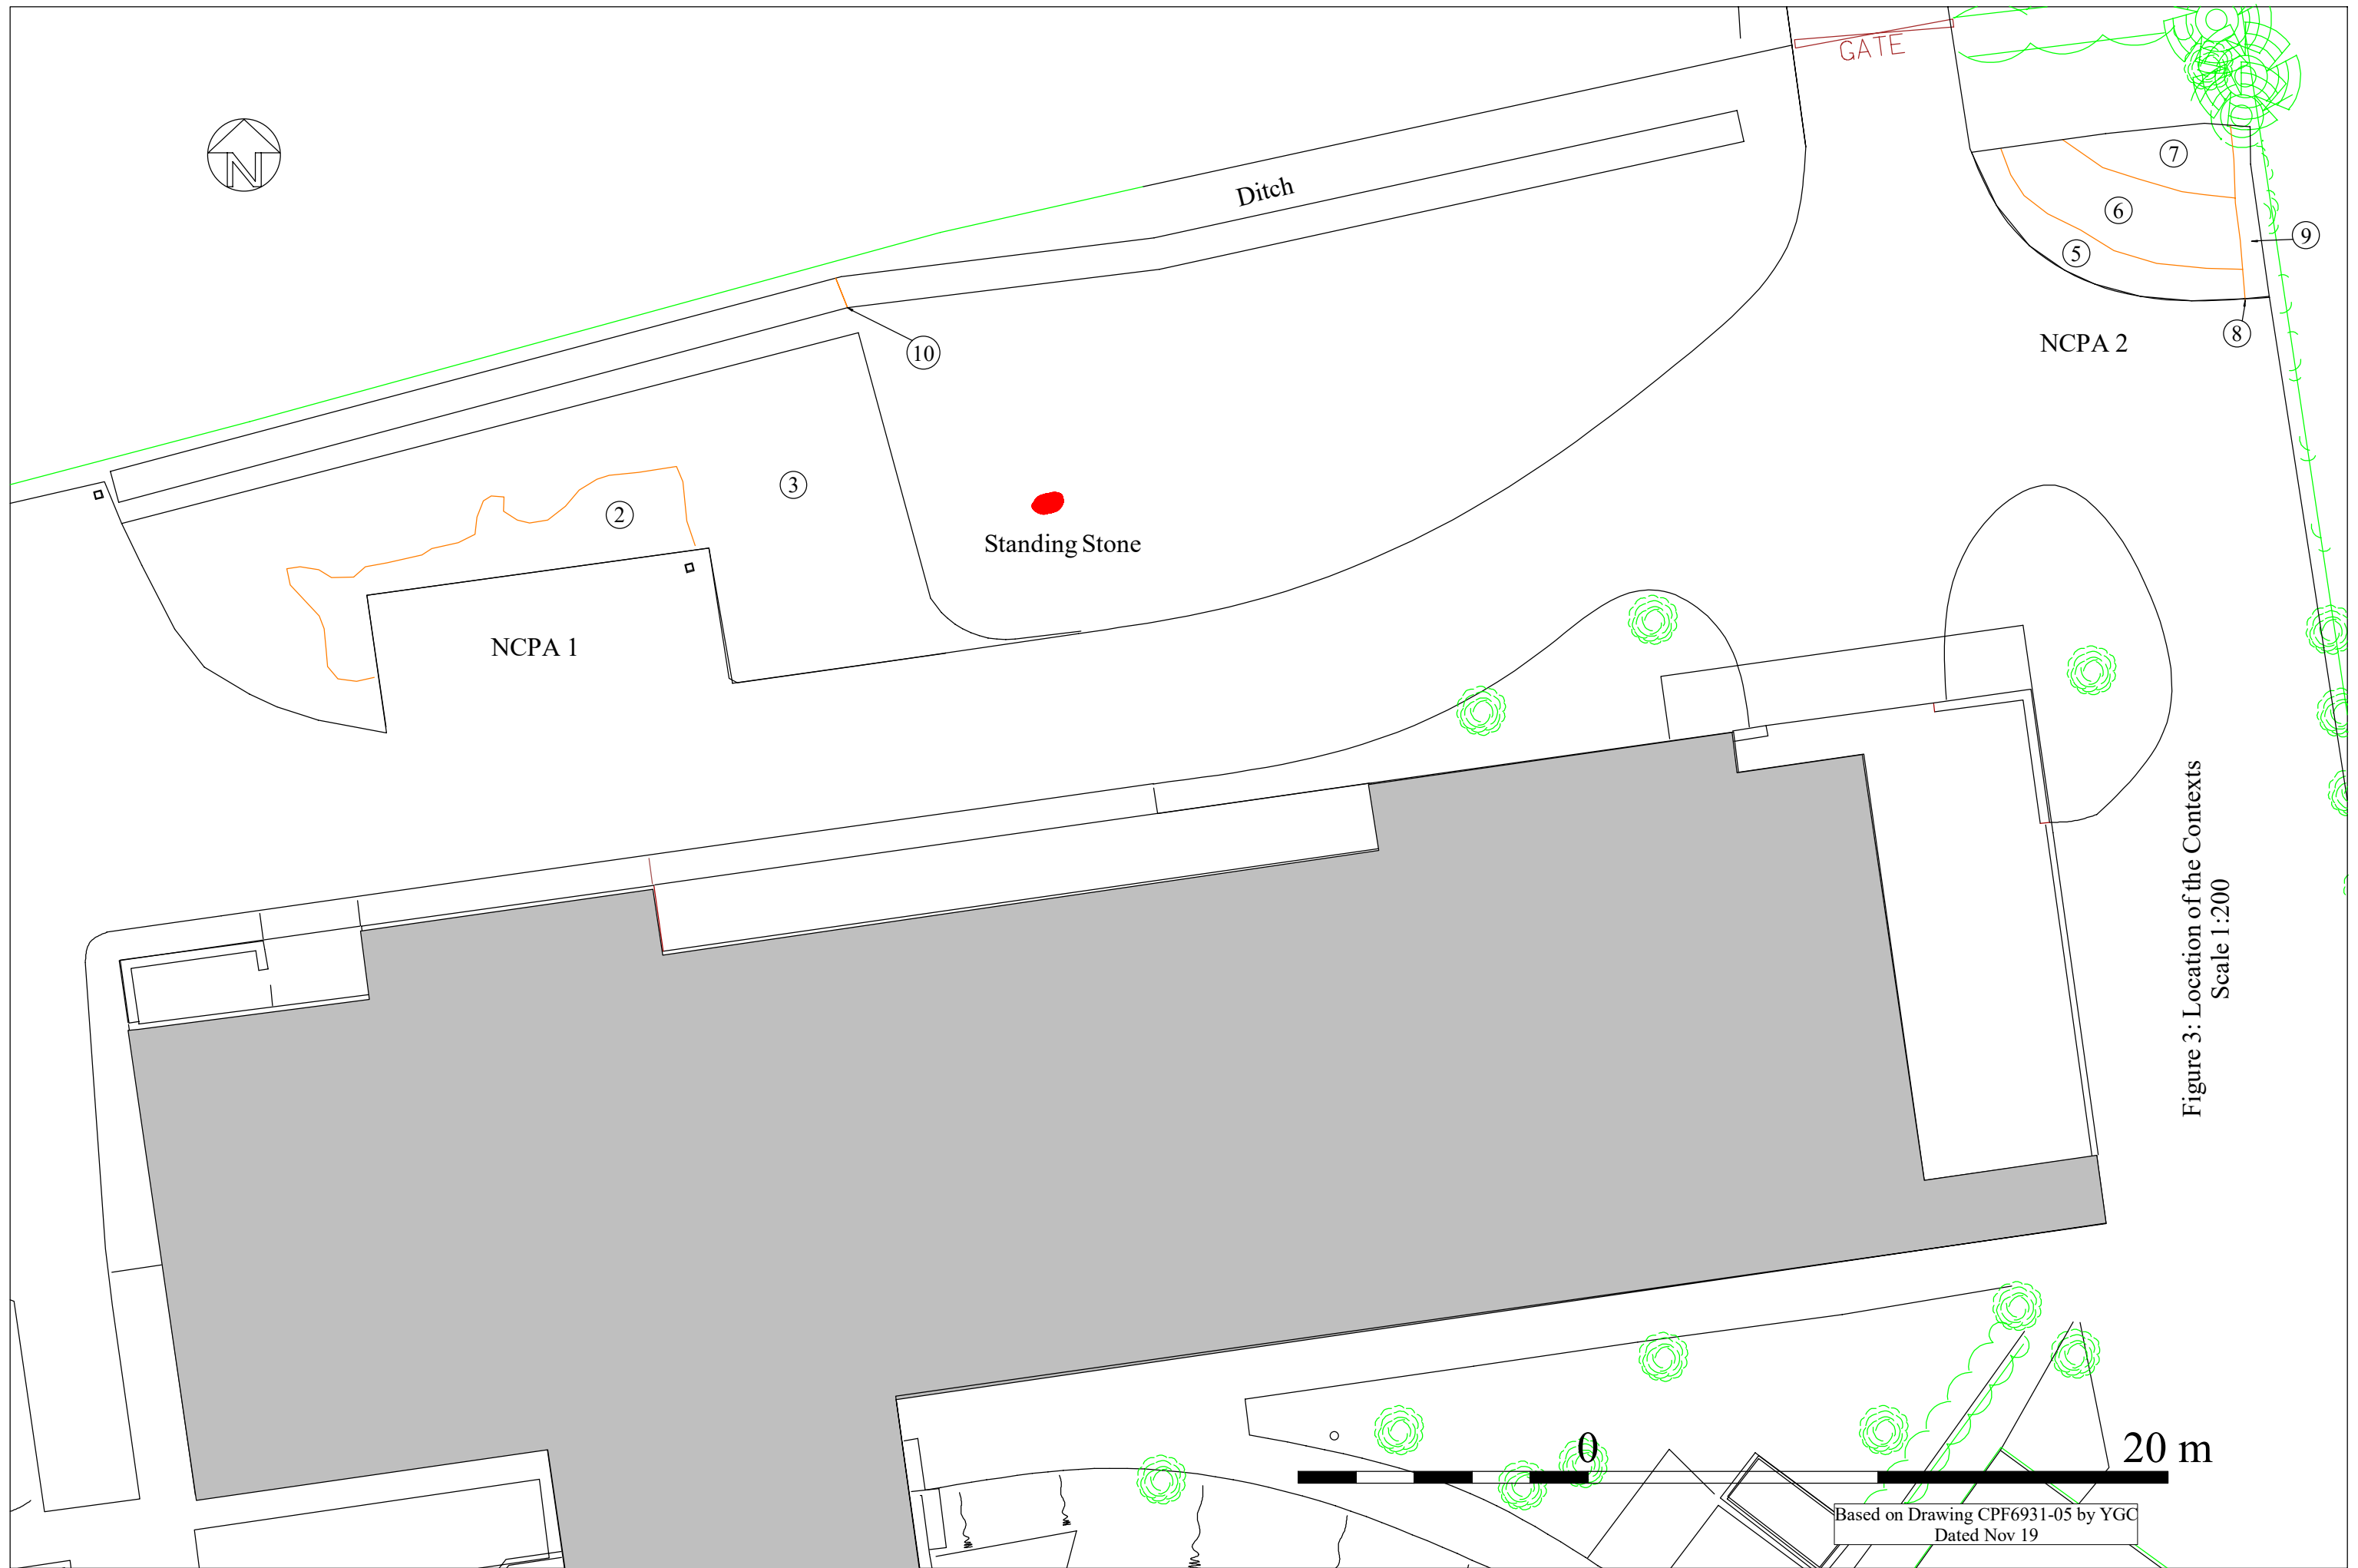 GATE
N
Ditch
7
6
9
5
8
NCPA 2
10
3
2
Standing Stone
NCPA 1
Figure 3: Location of the Contexts
Scale 1:200
0
20 m
Based on Drawing CPF6931-05 by YGC
Dated Nov 19